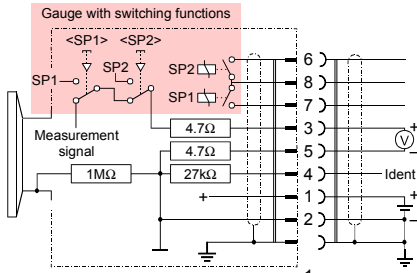 Gauge with switching functions
<SP1> <SP2>
SP1
SP2
SP2
SP1
Measurement
signal
4.7Ω
4.7Ω
1MΩ
27kΩ
+
6
8
7
3
5
4
1
2
+
V
–
Ident
+
–